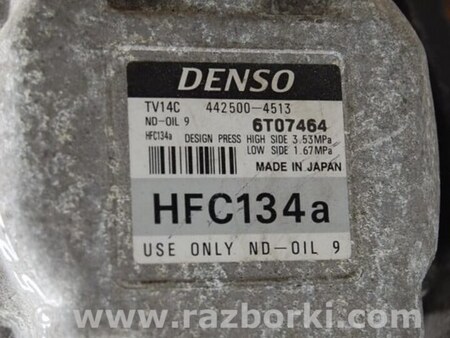 DENSO
TV14C 442500-4513
ND-OIL 9 6T07464
HFC134a DESIGN PRESS HIGH SIDE 3.53MPa
LOW SIDE 1.67MPa
MADE IN JAPAN
HFC134a
USE ONLY ND-OIL 9
www.razborki.com